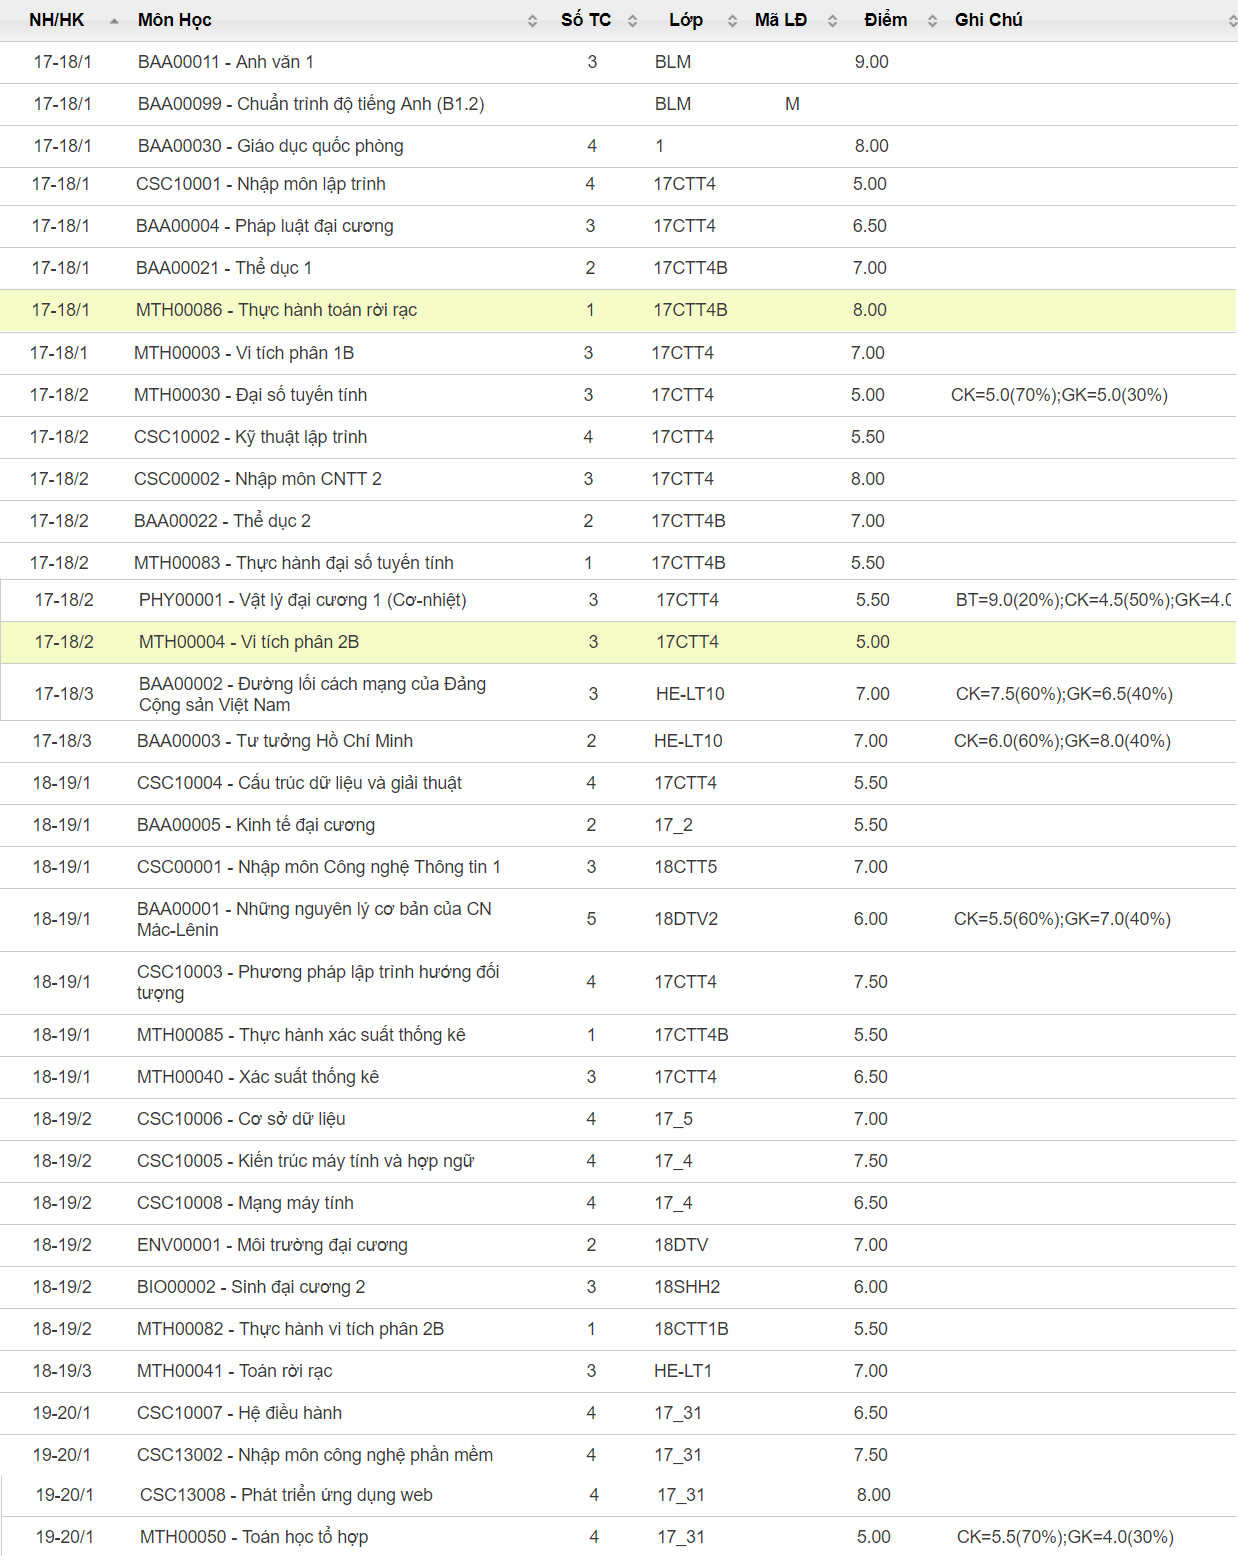 NH/HK Môn Học Số TC Lớp Mã LĐ Điểm Ghi Chú
17-18/1 BAA00011 - Anh văn 1 3 BLM 9.00
17-18/1 BAA00099 - Chuẩn trình độ tiếng Anh (B1.2) BLM M
17-18/1 BAA00030 - Giáo dục quốc phòng 4 1 8.00
17-18/1 CSC10001 - Nhập môn lập trình 4 17CTT4 5.00
17-18/1 BAA00004 - Pháp luật đại cương 3 17CTT4 6.50
17-18/1 BAA00021 - Thể dục 1 2 17CTT4B 7.00
17-18/1 MTH00086 - Thực hành toán rời rạc 1 17CTT4B 8.00
17-18/1 MTH00003 - Vi tích phân 1B 3 17CTT4 7.00
17-18/2 MTH00030 - Đại số tuyến tính 3 17CTT4 5.00 CK=5.0(70%);GK=5.0(30%)
17-18/2 CSC10002 - Kỹ thuật lập trình 4 17CTT4 5.50
17-18/2 CSC00002 - Nhập môn CNTT 2 3 17CTT4 8.00
17-18/2 BAA00022 - Thể dục 2 2 17CTT4B 7.00
17-18/2 MTH00083 - Thực hành đại số tuyến tính 1 17CTT4B 5.50
17-18/2 PHY00001 - Vật lý đại cương 1 (Cơ-nhiệt) 3 17CTT4 5.50 BT=9.0(20%);CK=4.5(50%);GK=4.0
17-18/2 MTH00004 - Vi tích phân 2B 3 17CTT4 5.00
17-18/3 BAA00002 - Đường lối cách mạng của Đảng 3 HE-LT10 7.00 CK=7.5(60%);GK=6.5(40%)
Cộng sản Việt Nam
17-18/3 BAA00003 - Tư tưởng Hồ Chí Minh 2 HE-LT10 7.00 CK=6.0(60%);GK=8.0(40%)
18-19/1 CSC10004 - Cấu trúc dữ liệu và giải thuật 4 17CTT4 5.50
18-19/1 BAA00005 - Kinh tế đại cương 2 17_2 5.50
18-19/1 CSC00001 - Nhập môn Công nghệ Thông tin 1 3 18CTT5 7.00
18-19/1 BAA00001 - Những nguyên lý cơ bản của CN 5 18DTV2 6.00 CK=5.5(60%);GK=7.0(40%)
Mác-Lênin
18-19/1 CSC10003 - Phương pháp lập trình hướng đối 4 17CTT4 7.50
tượng
18-19/1 MTH00085 - Thực hành xác suất thống kê 1 17CTT4B 5.50
18-19/1 MTH00040 - Xác suất thống kê 3 17CTT4 6.50
18-19/2 CSC10006 - Cơ sở dữ liệu 4 17_5 7.00
18-19/2 CSC10005 - Kiến trúc máy tính và hợp ngữ 4 17_4 7.50
18-19/2 CSC10008 - Mạng máy tính 4 17_4 6.50
18-19/2 ENV00001 - Môi trường đại cương 2 18DTV 7.00
18-19/2 BIO00002 - Sinh đại cương 2 3 18SHH2 6.00
18-19/2 MTH00082 - Thực hành vi tích phân 2B 1 18CTT1B 5.50
18-19/3 MTH00041 - Toán rời rạc 3 HE-LT1 7.00
19-20/1 CSC10007 - Hệ điều hành 4 17_31 6.50
19-20/1 CSC13002 - Nhập môn công nghệ phần mềm 4 17_31 7.50
19-20/1 CSC13008 - Phát triển ứng dụng web 4 17_31 8.00
19-20/1 MTH00050 - Toán học tổ hợp 4 17_31 5.00 CK=5.5(70%);GK=4.0(30%)